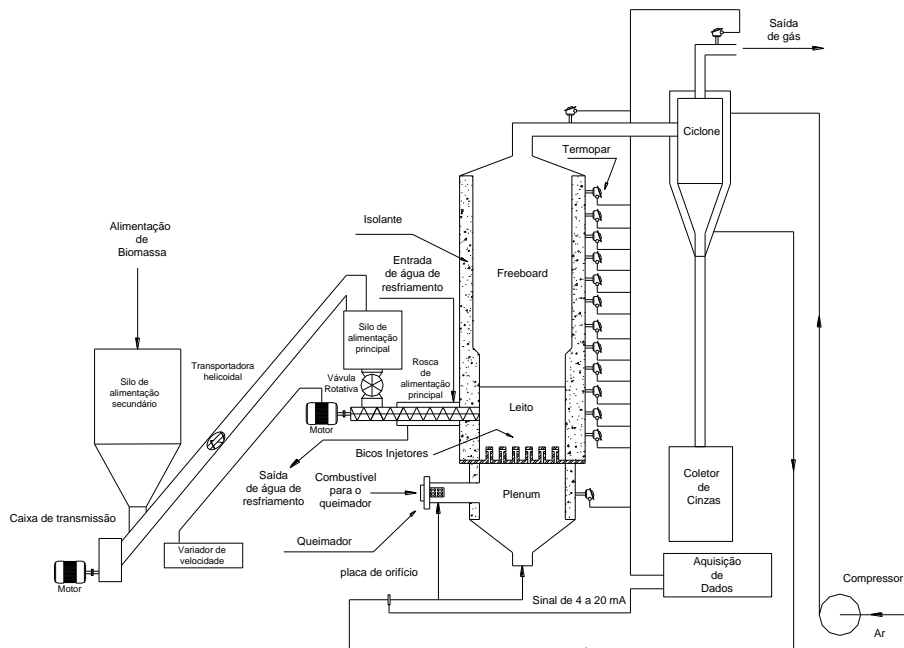 Saída
de gás
Ciclone
Termopar
Isolante
Alimentação
de
Biomassa
Entrada
de água de
resfriamento
Freeboard
Silo de
alimentação
principal
Transportadora
helicoidal
Vávula
Rotativa
Rosca
de alimentação
principal
Silo de
alimentação
secundário
Leito
Motor
Bicos Injetores
Saída
de água de
resfriamento
Combustível
para o
queimador
Plenum
Coletor
de
Cinzas
Caixa de transmissão
Queimador
Variador de
velocidade
Motor
placa de orifício
Aquisição
de
Dados
Compressor
Sinal de 4 a 20 mA
Ar